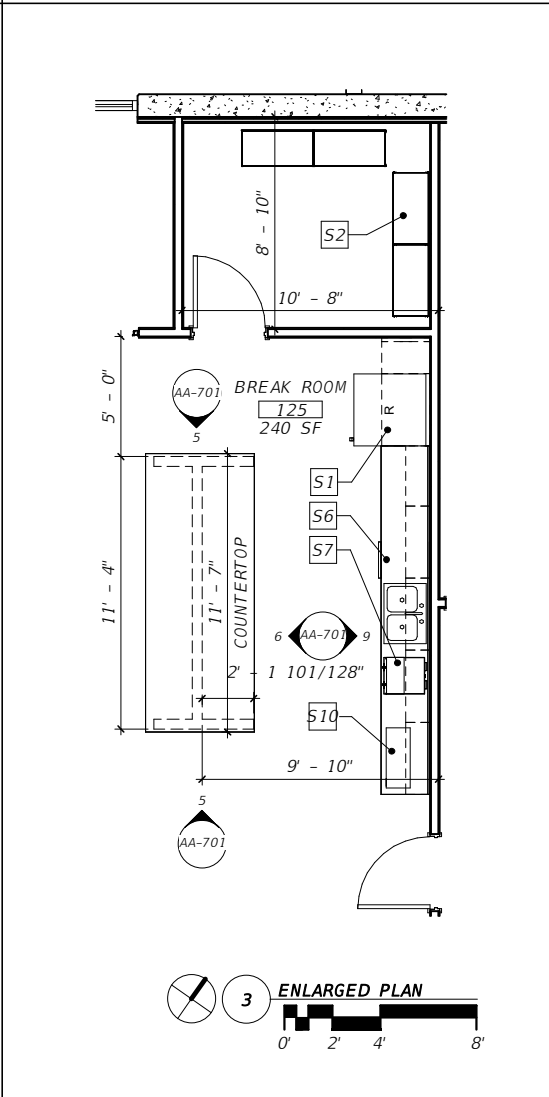 8' - 10"
S2
10' - 8"
5' - 0"
AA-701
5
BREAK ROOM
125
240 SF
R
S1
S6
S7
11' - 4"
11' - 7"
COUNTERTOP
6 AA-701 9
2' - 1 101/128"
S10
9' - 10"
5
AA-701
3 ENLARGED PLAN
0' 2' 4' 8'